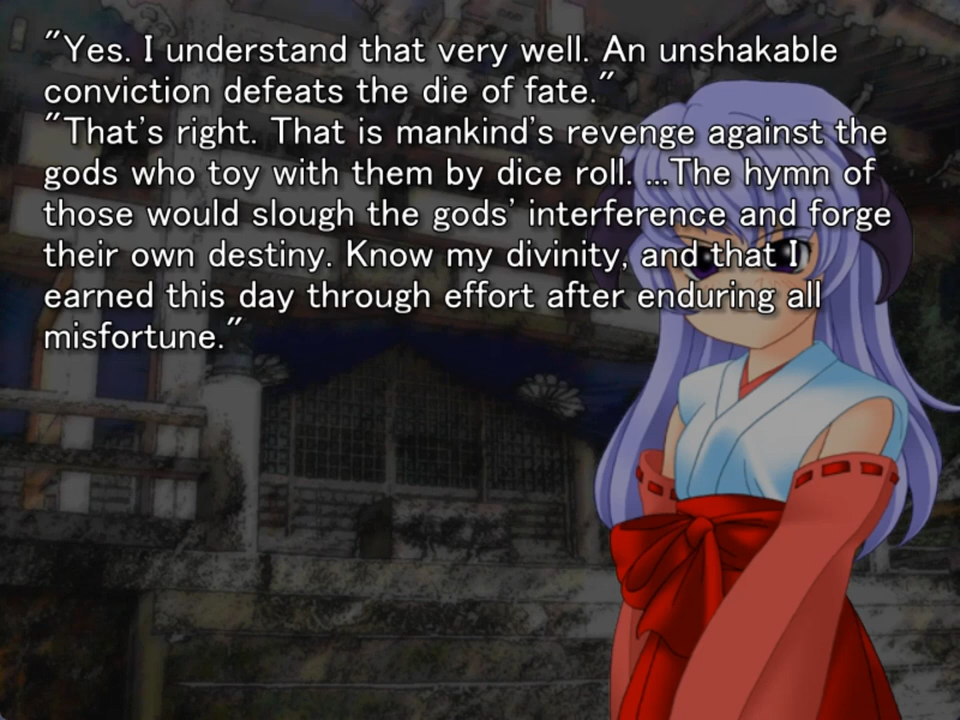 "Yes. I understand that very well. An unshakable
conviction defeats the die of fate."
"That's right. That is mankind's revenge against the
gods who toy with them by dice roll. ...The hymn of
those would slough the gods' interference and forge
their own destiny. Know my divinity, and that I
earned this day through effort after enduring all
misfortune."